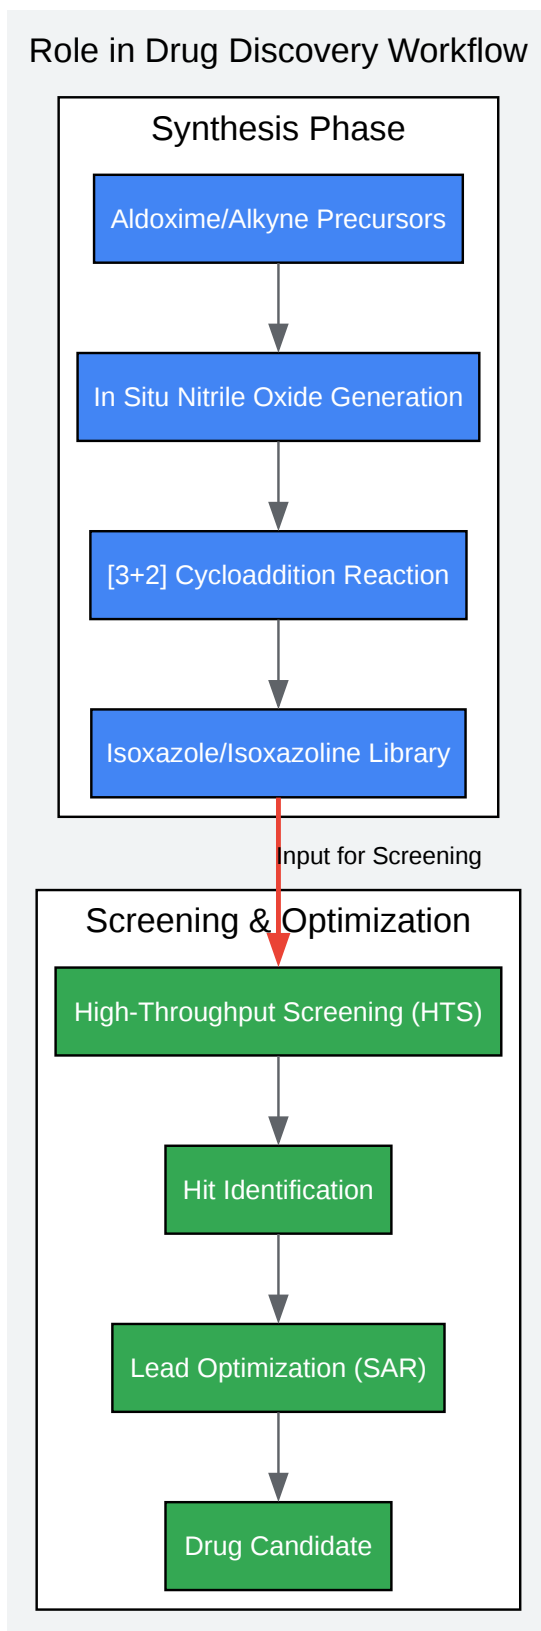 Role in Drug Discovery Workflow
Synthesis Phase
Aldoxime/Alkyne Precursors
In Situ Nitrile Oxide Generation
[3+2] Cycloaddition Reaction
Isoxazole/Isoxazoline Library
Input for Screening
Screening & Optimization
High-Throughput Screening (HTS)
Hit Identification
Lead Optimization (SAR)
Drug Candidate